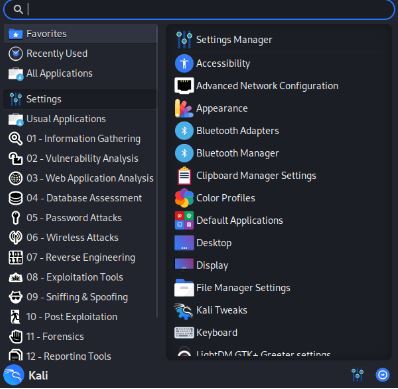 Favorites
Recently Used
All Applications
Settings
Usual Applications
01 - Information Gathering
02 - Vulnerability Analysis
03 - Web Application Analysis
04 - Database Assessment
05 - Password Attacks
06 - Wireless Attacks
07 - Reverse Engineering
08 - Exploitation Tools
09 - Sniffing & Spoofing
10 - Post Exploitation
11 - Forensics
12 - Reporting Tools
Settings Manager
Accessibility
Advanced Network Configuration
Appearance
Bluetooth Adapters
Bluetooth Manager
Clipboard Manager Settings
Color Profiles
Default Applications
Desktop
Display
File Manager Settings
Kali Tweaks
Keyboard
LightDM GTK+ Greeter settings
Kali